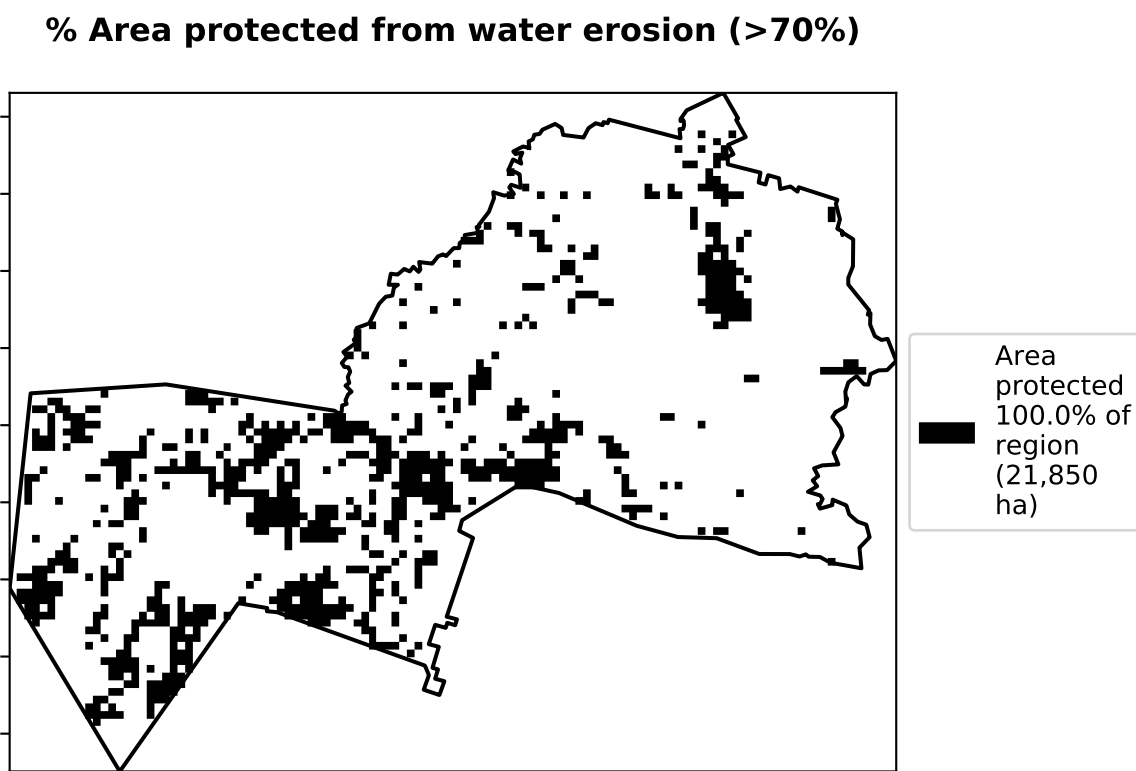 % Area protected from water erosion (>70%)
Area
protected
100.0% of
region
(21,850
ha)